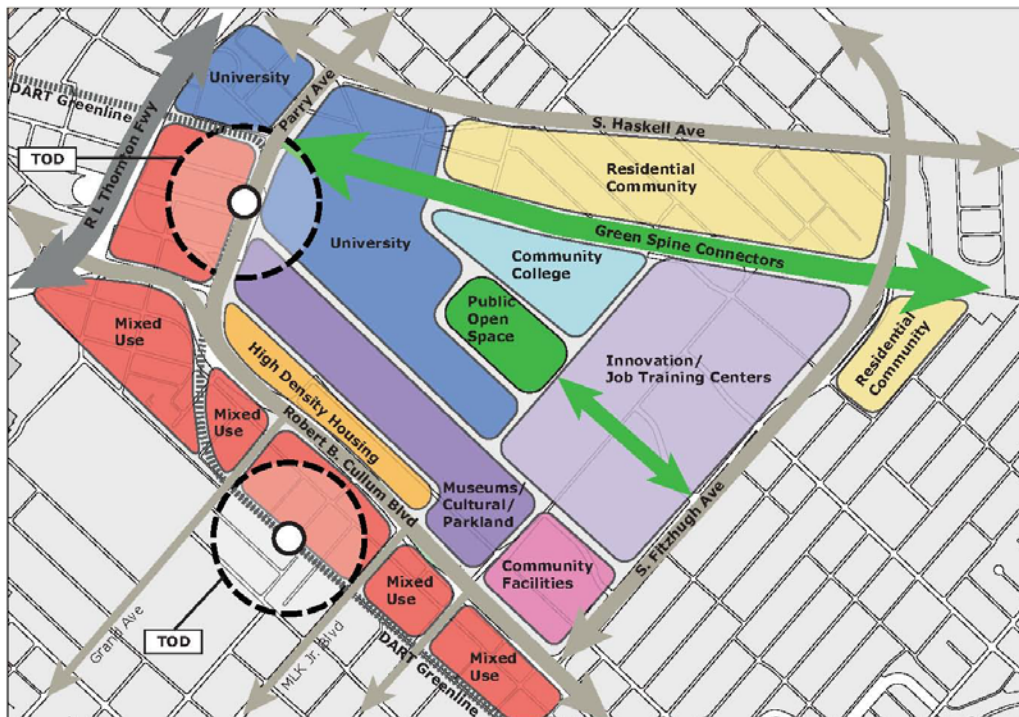 University
DART Greenline
Parry Ave
S. Haskell Ave
TOD
R L Thornton Fwy
Residential
Community
University
Green Spine Connectors
Community
College
Public
Open
Space
Mixed
Use
Innovation/
Job Training Centers
Residential
Community
High Density Housing
Mixed
Use
Robert B. Cullum Blvd
Museums/
Cultural/
Parkland
S. Fitzhugh Ave
Community
Facilities
Mixed
Use
TOD
Grand Ave
MLK Jr. Blvd
DART Greenline
Mixed
Use